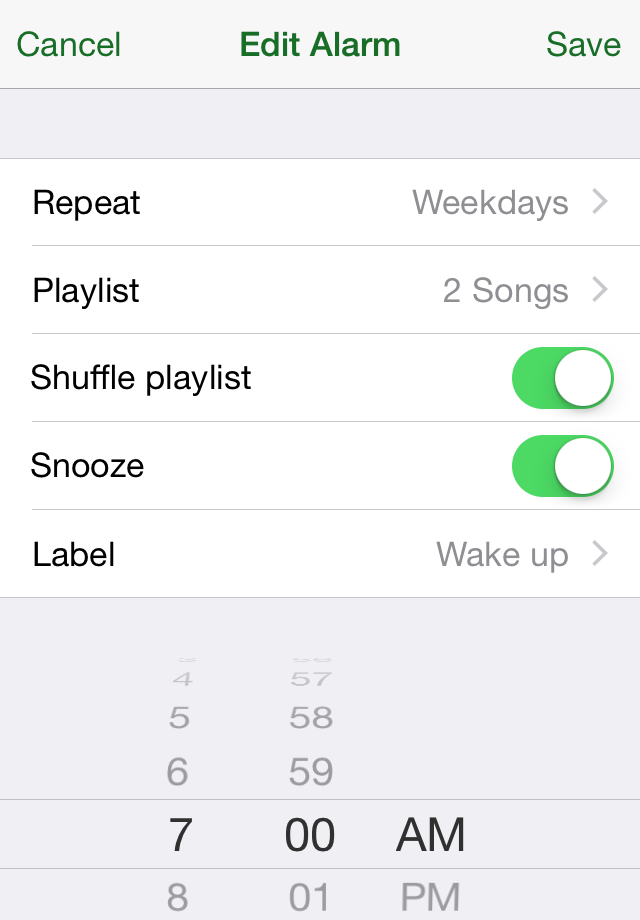 Cancel Edit Alarm Save
Repeat Weekdays
Playlist 2 Songs
Shuffle playlist
Snooze
Label Wake up
4 57
5 58
6 59
7 00 AM
8 01 PM